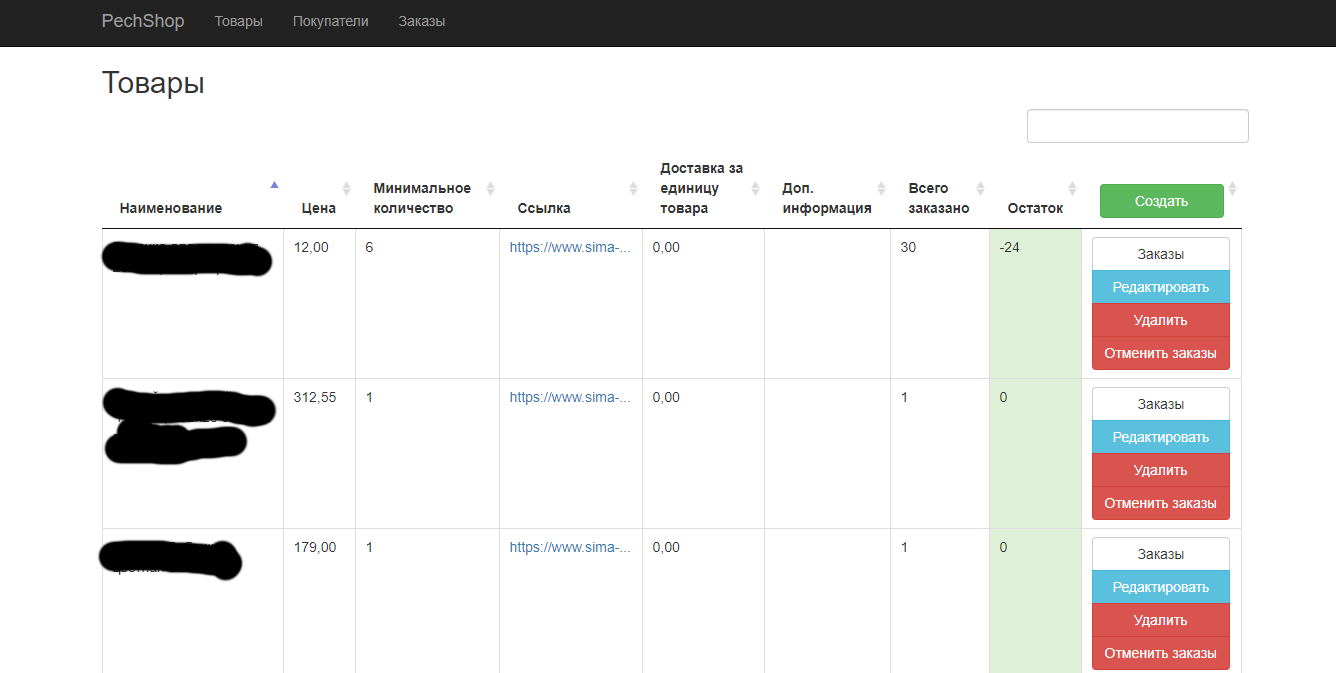 PechShop Товары Покупатели Заказы
Товары
Наименование Цена Минимальное количество Ссылка Доставка за единицу товара Доп. информация Всего заказано Остаток Создать
12,00 6 https://www.sima-... 0,00 30 -24 Заказы
Редактировать
Удалить
Отменить заказы
312,55 1 https://www.sima-... 0,00 1 0 Заказы
Редактировать
Удалить
Отменить заказы
179,00 1 https://www.sima-... 0,00 1 0 Заказы
Редактировать
Удалить
Отменить заказы